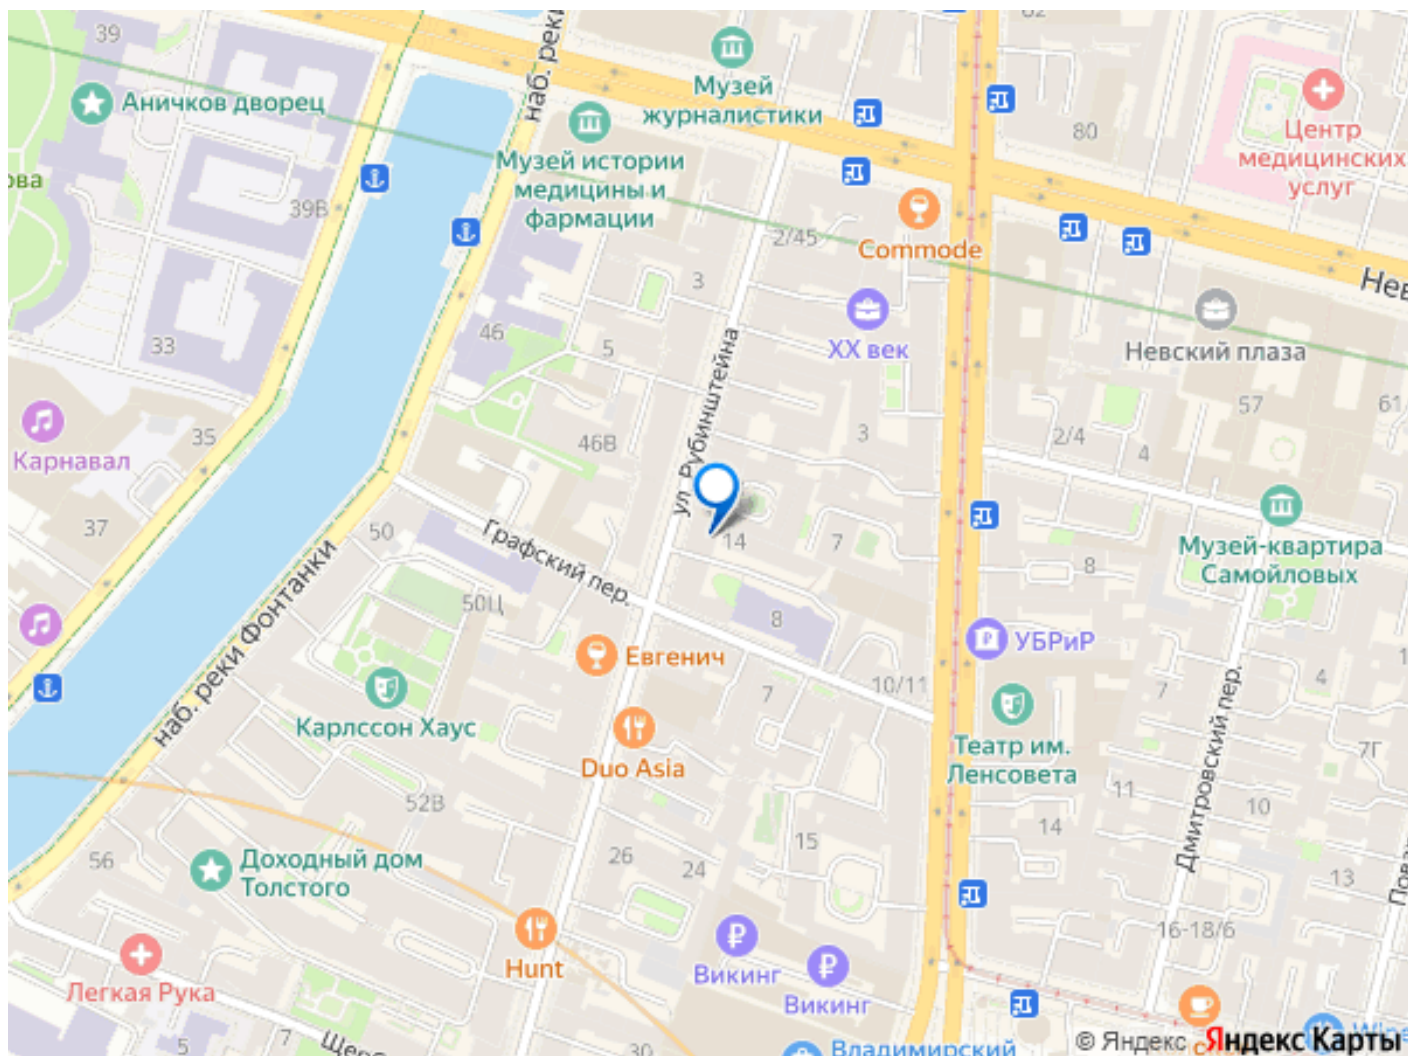 39
62
наб. реки
Музей
журналистики
Аничков дворец
80
Центр
медицинских
услуг
Музей истории
медицины и
фармации
ова
39В
2/45
Commode
3
Нев
46
5
33
XX век
Невский плаза
ул. Рубинштейна
57
61
35
46В
3
2/4
4
Карнавал
37
50
Графский пер.
14
7
8
Музей-квартира
Самойловых
наб. реки Фонтанки
50Ц
8
УБРиР
Евгенич
7
10/11
7
4
1
Карлссон Хаус
Театр им.
Ленсовета
Дмитровский пер.
7Г
Duo Asia
52В
11
10
15
14
56
Доходный дом
Толстого
26
24
13
Пова
16-18/6
Hunt
Викинг
Викинг
Легкая Рука
7
5
Щерб
30
Владимирский
Wine
© Яндекс Яндекс Карты